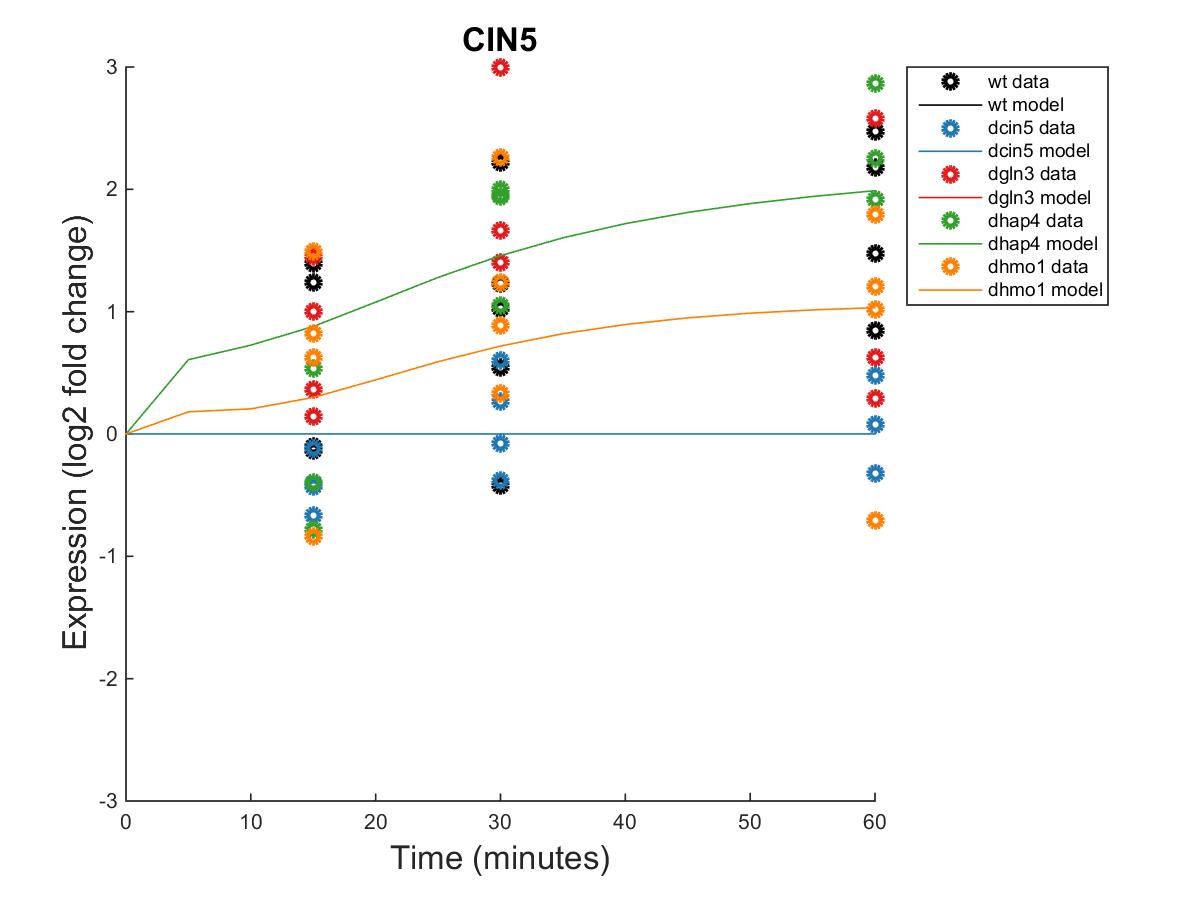 CIN5
3
2
1
0
-1
-2
-3
Expression (log2 fold change)
0 10 20 30 40 50 60
Time (minutes)
wt data
wt model
dcin5 data
dcin5 model
dgln3 data
dgln3 model
dhap4 data
dhap4 model
dhmo1 data
dhmo1 model